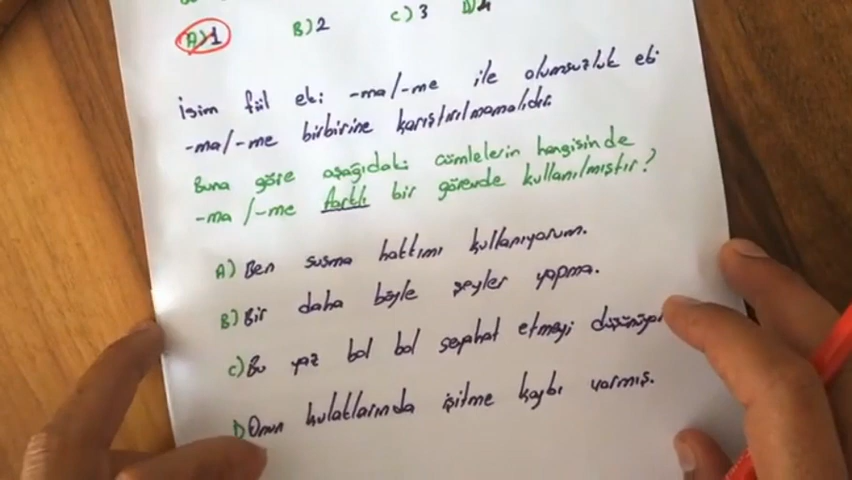 A) 1 B) 2 C) 3 D) 4
İsim fiil eki -ma/-me ile olumsuzluk eki
-ma/-me birbirine karıştırılmamalıdır.
Buna göre aşağıdaki cümlelerin hangisinde
-ma/-me farklı bir görevde kullanılmıştır?
A) Ben susma hakkımı kullanıyorum.
B) Bir daha böyle şeyler yapma.
C) Bu yaz bol bol seyahat etmeyi düşünüyor
D) Onun kulaklarında işitme kaybı varmış.